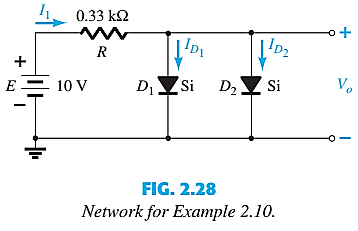 I1 0.33 kΩ
R
ID1 ID2
+
+
E 10 V D1 Si D2 Si Vo
−
−
FIG. 2.28
Network for Example 2.10.